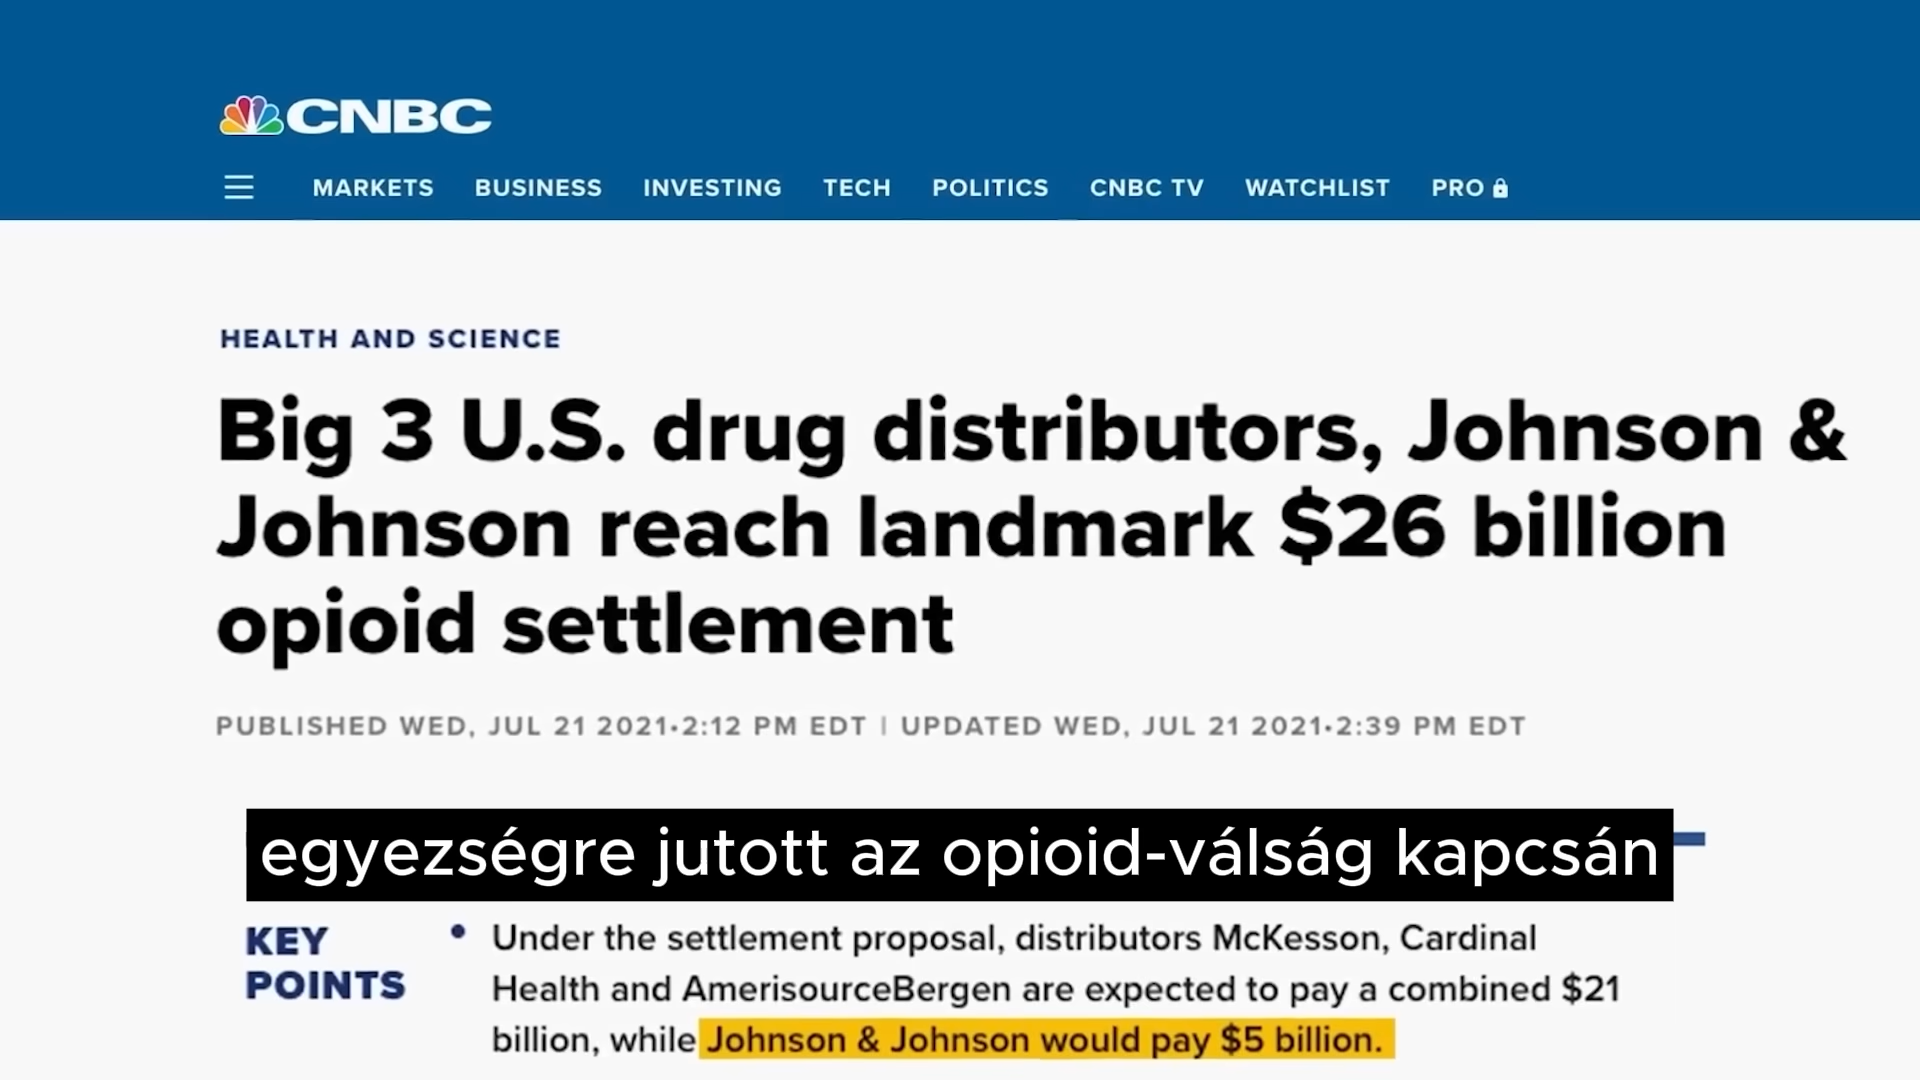 CNBC
MARKETS BUSINESS INVESTING TECH POLITICS CNBC TV WATCHLIST PRO
HEALTH AND SCIENCE
Big 3 U.S. drug distributors, Johnson &
Johnson reach landmark $26 billion
opioid settlement
PUBLISHED WED, JUL 21 2021•2:12 PM EDT | UPDATED WED, JUL 21 2021•2:39 PM EDT
egyezségre jutott az opioid-válság kapcsán
KEY
POINTS
• Under the settlement proposal, distributors McKesson, Cardinal
Health and AmerisourceBergen are expected to pay a combined $21
billion, while Johnson & Johnson would pay $5 billion.